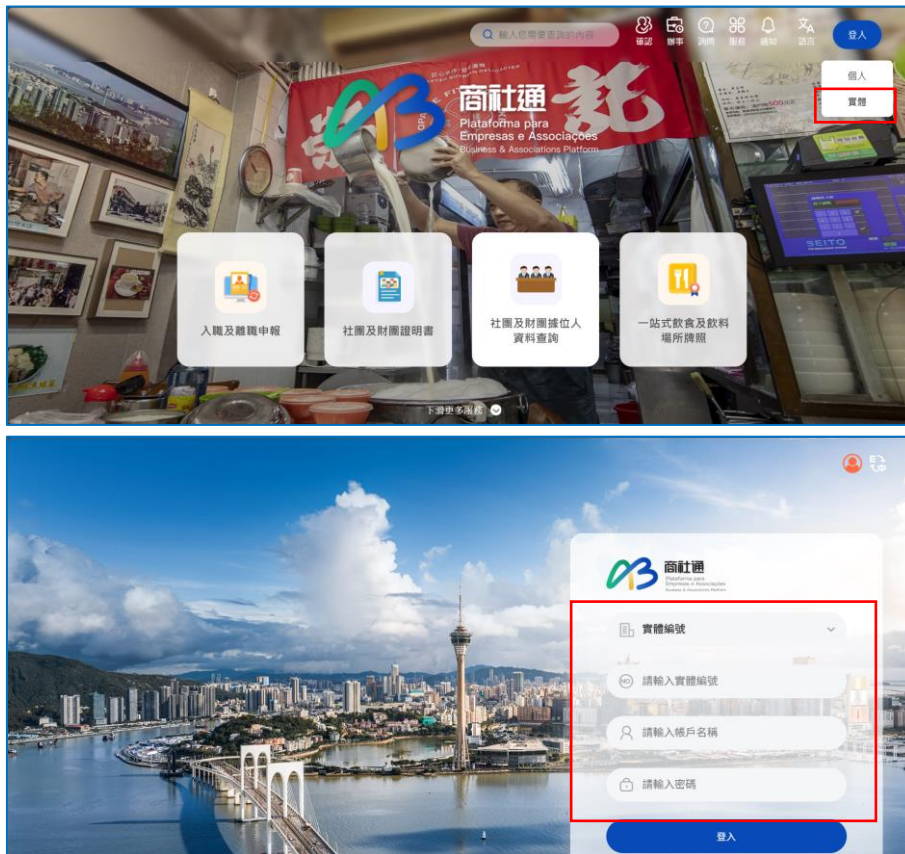 輸入您需要查詢的內容
確認 辦事 詢問 服務 通知 語言 登入
個人
實體
商社通
Plataforma para
Empresas e Associações
Business & Associations Platform
500
SEITO
入職及離職申報
社團及財團證明書
社團及財團據位人
資料查詢
一站式飲食及飲料
場所牌照
下滑更多服務
商社通
Plataforma para
Empresas e Associações
Business & Associations Platform
實體編號
NO 請輸入實體編號
請輸入帳戶名稱
請輸入密碼
登入